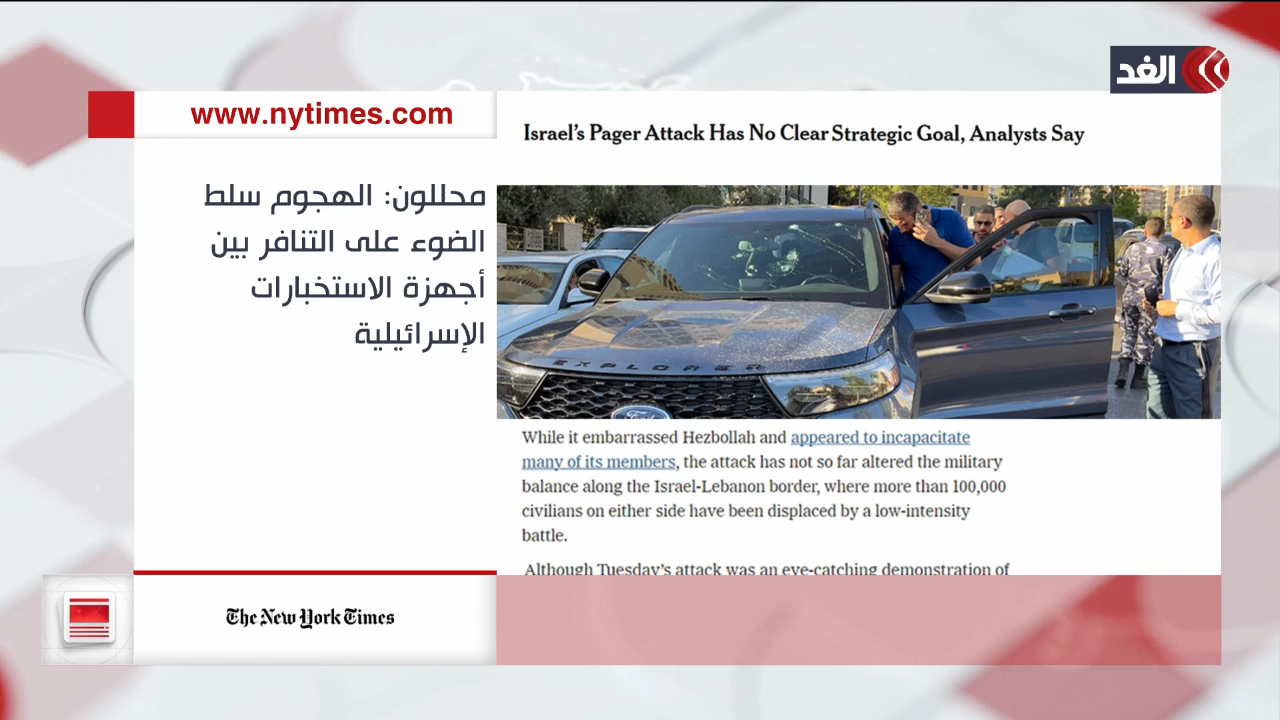 الغد
www.nytimes.com
محللون: الهجوم سلط
الضوء على التنافر بين
أجهزة الاستخبارات
الإسرائيلية
Israel's Pager Attack Has No Clear Strategic Goal, Analysts Say
EXPLORER
Ford
While it embarrassed Hezbollah and appeared to incapacitate
many of its members, the attack has not so far altered the military
balance along the Israel-Lebanon border, where more than 100,000
civilians on either side have been displaced by a low-intensity
battle.
Although Tuesday's attack was an eye-catching demonstration of
The New York Times